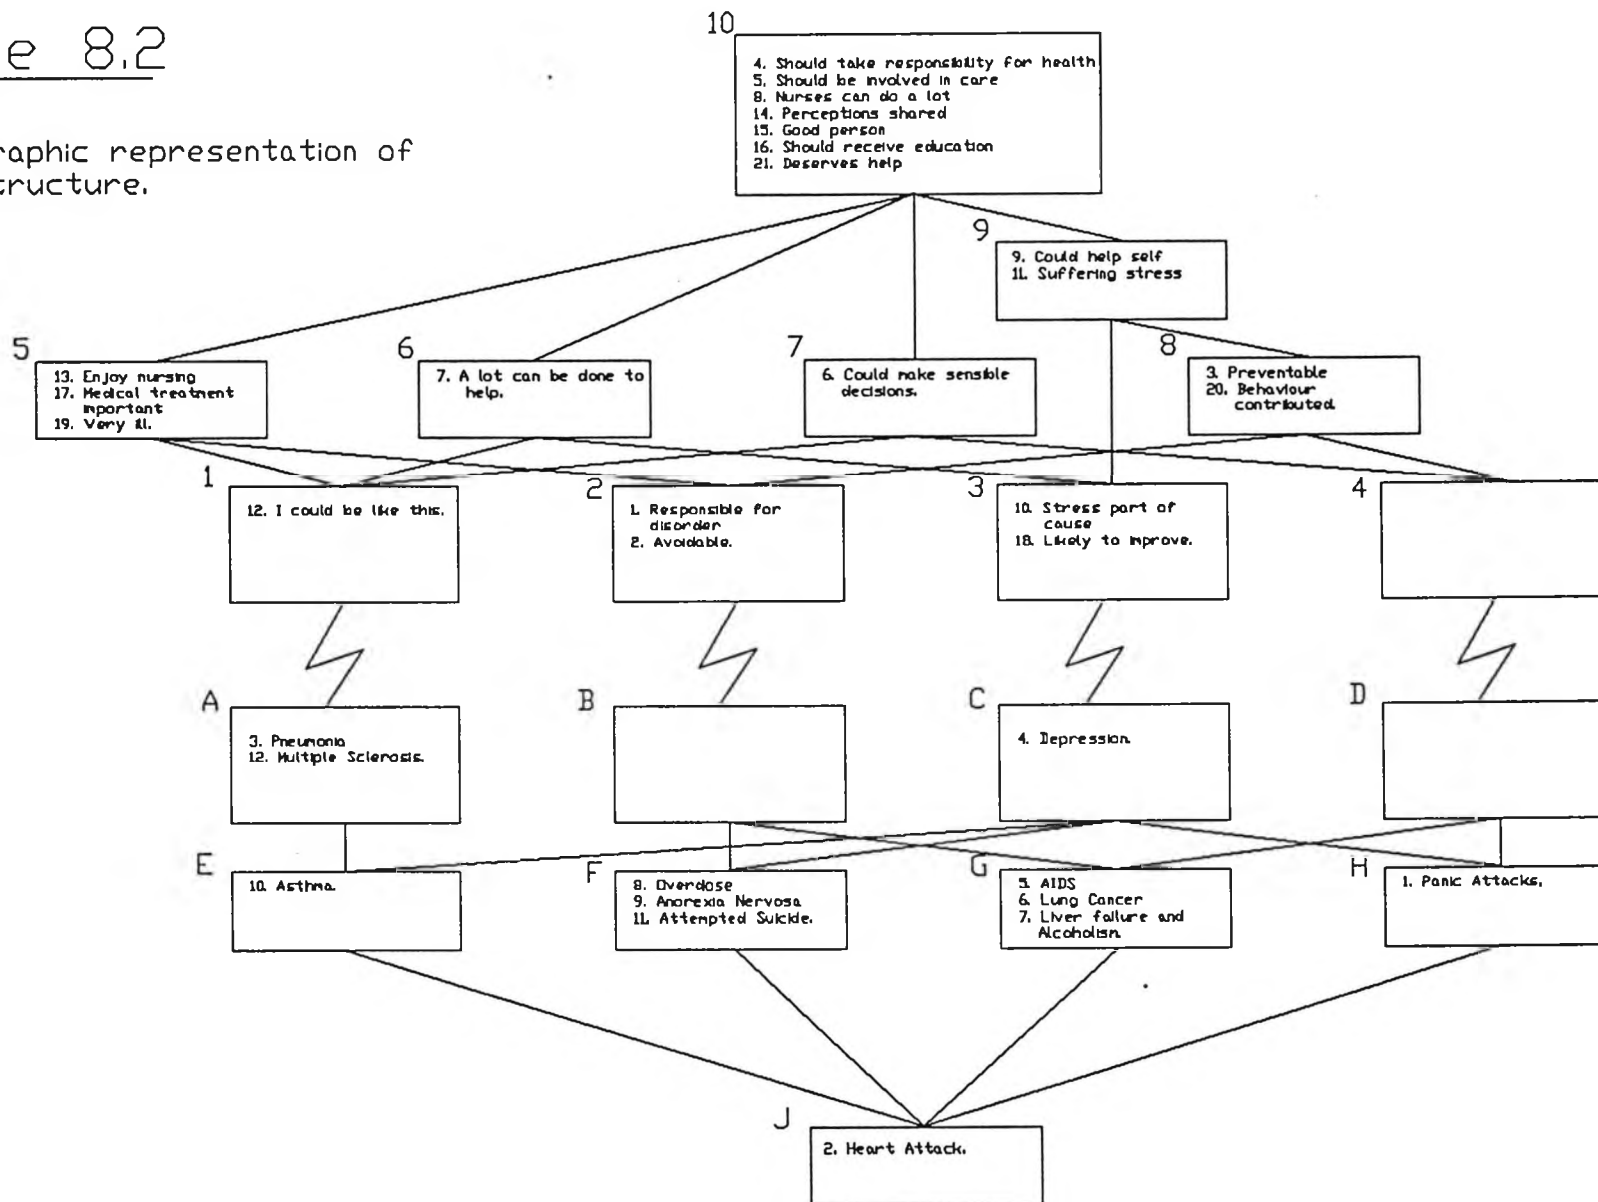 e 8.2
raphic representation of
tructure.
10
4. Should take responsibility for health
5. Should be involved in care
8. Nurses can do a lot
14. Perceptions shared
15. Good person
16. Should receive education
21. Deserves help
9
9. Could help self
11. Suffering stress
5
13. Enjoy nursing
17. Medical treatment
important
19. Very ill.
6
7. A lot can be done to
help.
7
6. Could make sensible
decisions.
8
3. Preventable
20. Behaviour
contributed.
1
12. I could be like this.
2
1. Responsible for
disorder
2. Avoidable.
3
10. Stress part of
cause
18. Likely to improve.
4
A
3. Pneumonia
12. Multiple Sclerosis.
B
C
4. Depression.
D
E
10. Asthma.
F
8. Overdose
9. Anorexia Nervosa
11. Attempted Suicide.
G
5. AIDS
6. Lung Cancer
7. Liver failure and
Alcoholism.
H
1. Panic Attacks.
J
2. Heart Attack.